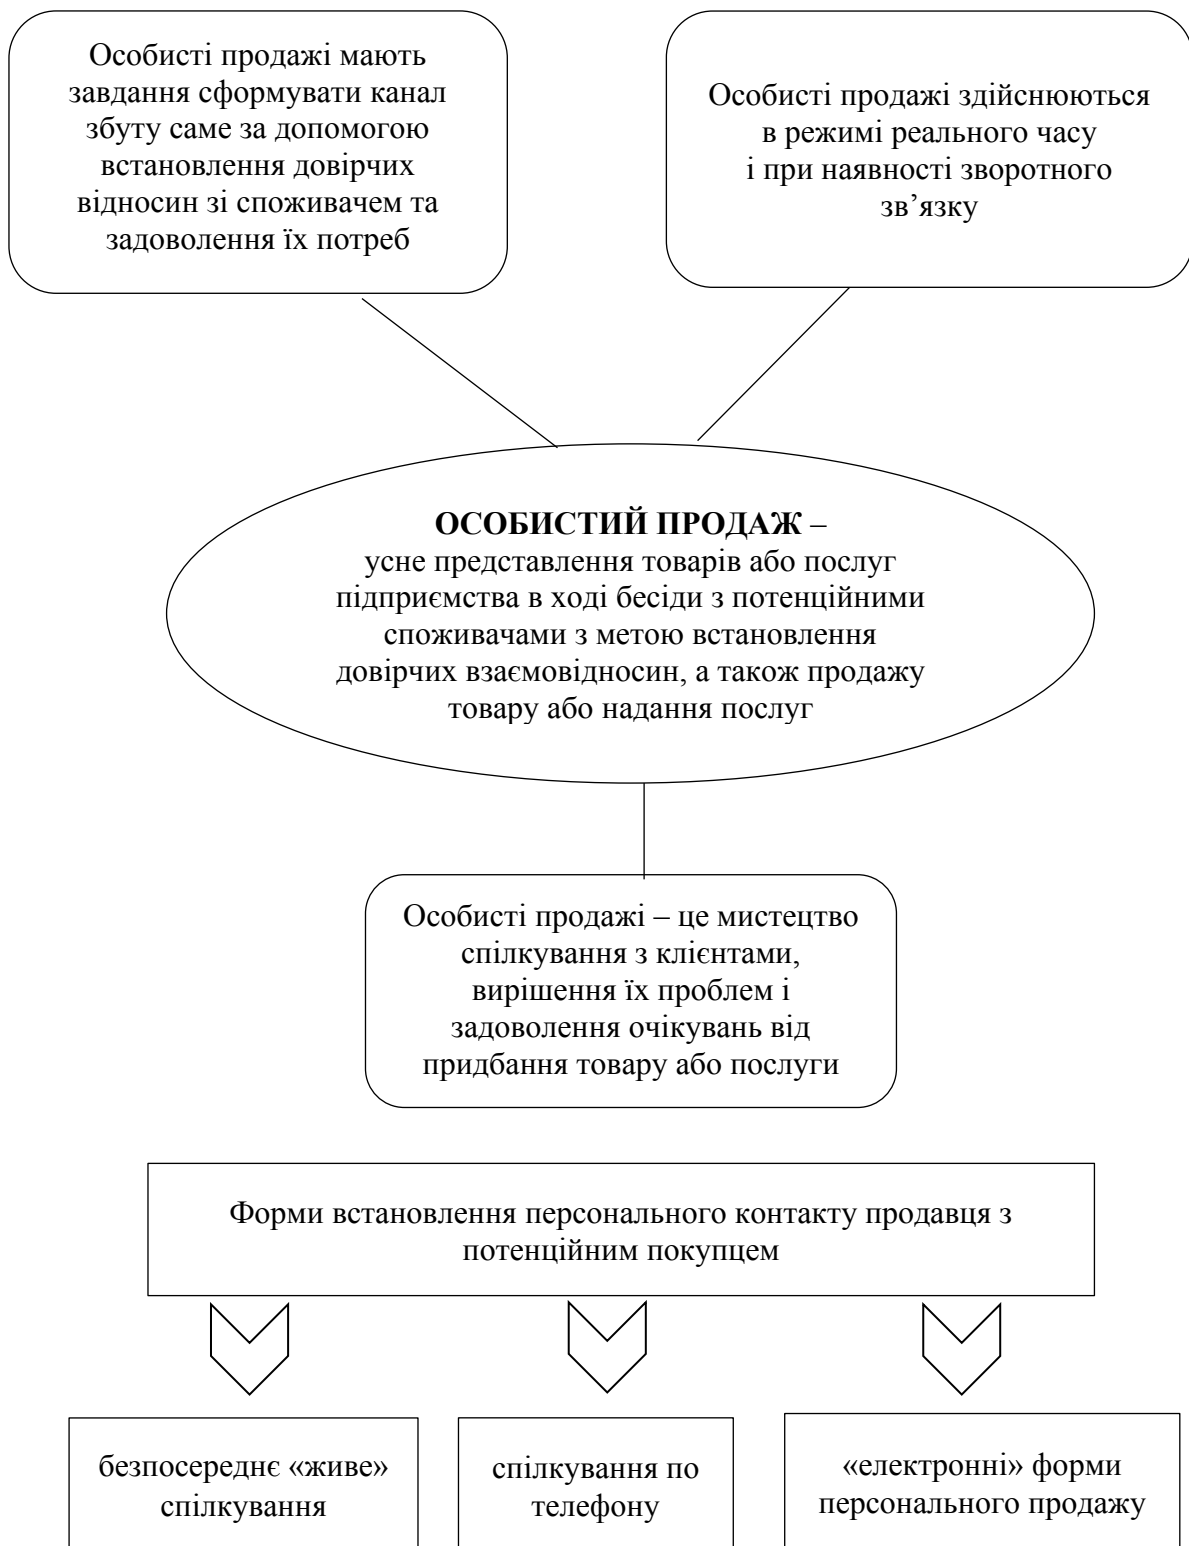 Особисті продажі мають
завдання сформувати канал
збуту саме за допомогою
встановлення довірчих
відносин зі споживачем та
задоволення їх потреб
Особисті продажі здійснюються
в режимі реального часу
і при наявності зворотного
зв’язку
ОСОБИСТИЙ ПРОДАЖ –
усне представлення товарів або послуг
підприємства в ході бесіди з потенційними
споживачами з метою встановлення
довірчих взаємовідносин, а також продажу
товару або надання послуг
Особисті продажі – це мистецтво
спілкування з клієнтами,
вирішення їх проблем і
задоволення очікувань від
придбання товару або послуги
Форми встановлення персонального контакту продавця з
потенційним покупцем
безпосереднє «живе»
спілкування
спілкування по
телефону
«електронні» форми
персонального продажу